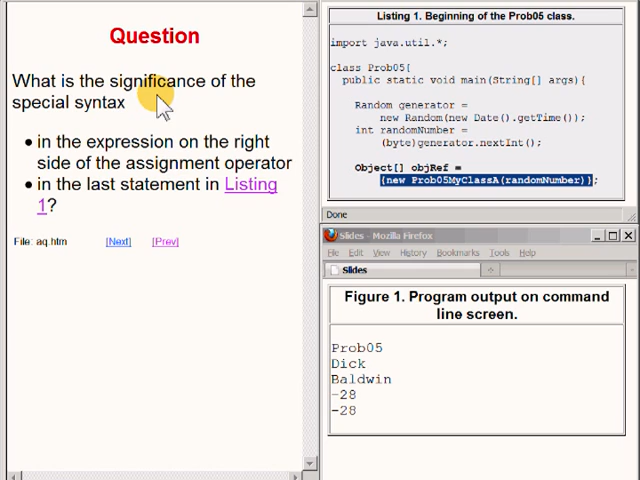 Question
What is the significance of the
special syntax
• in the expression on the right
side of the assignment operator
• in the last statement in Listing
1?
File: aq.htm [Next] [Prev]
Listing 1. Beginning of the Prob05 class.
import java.util.*;
class Prob05{
public static void main(String[] args){
Random generator =
new Random(new Date().getTime());
int randomNumber =
(byte)generator.nextInt();
Object[] objRef =
{new Prob05MyClassA(randomNumber)};
Done
Slides - Mozilla Firefox
File Edit View History Bookmarks Tools Help
Slides
Figure 1. Program output on command
line screen.
Prob05
Dick
Baldwin
-28
-28